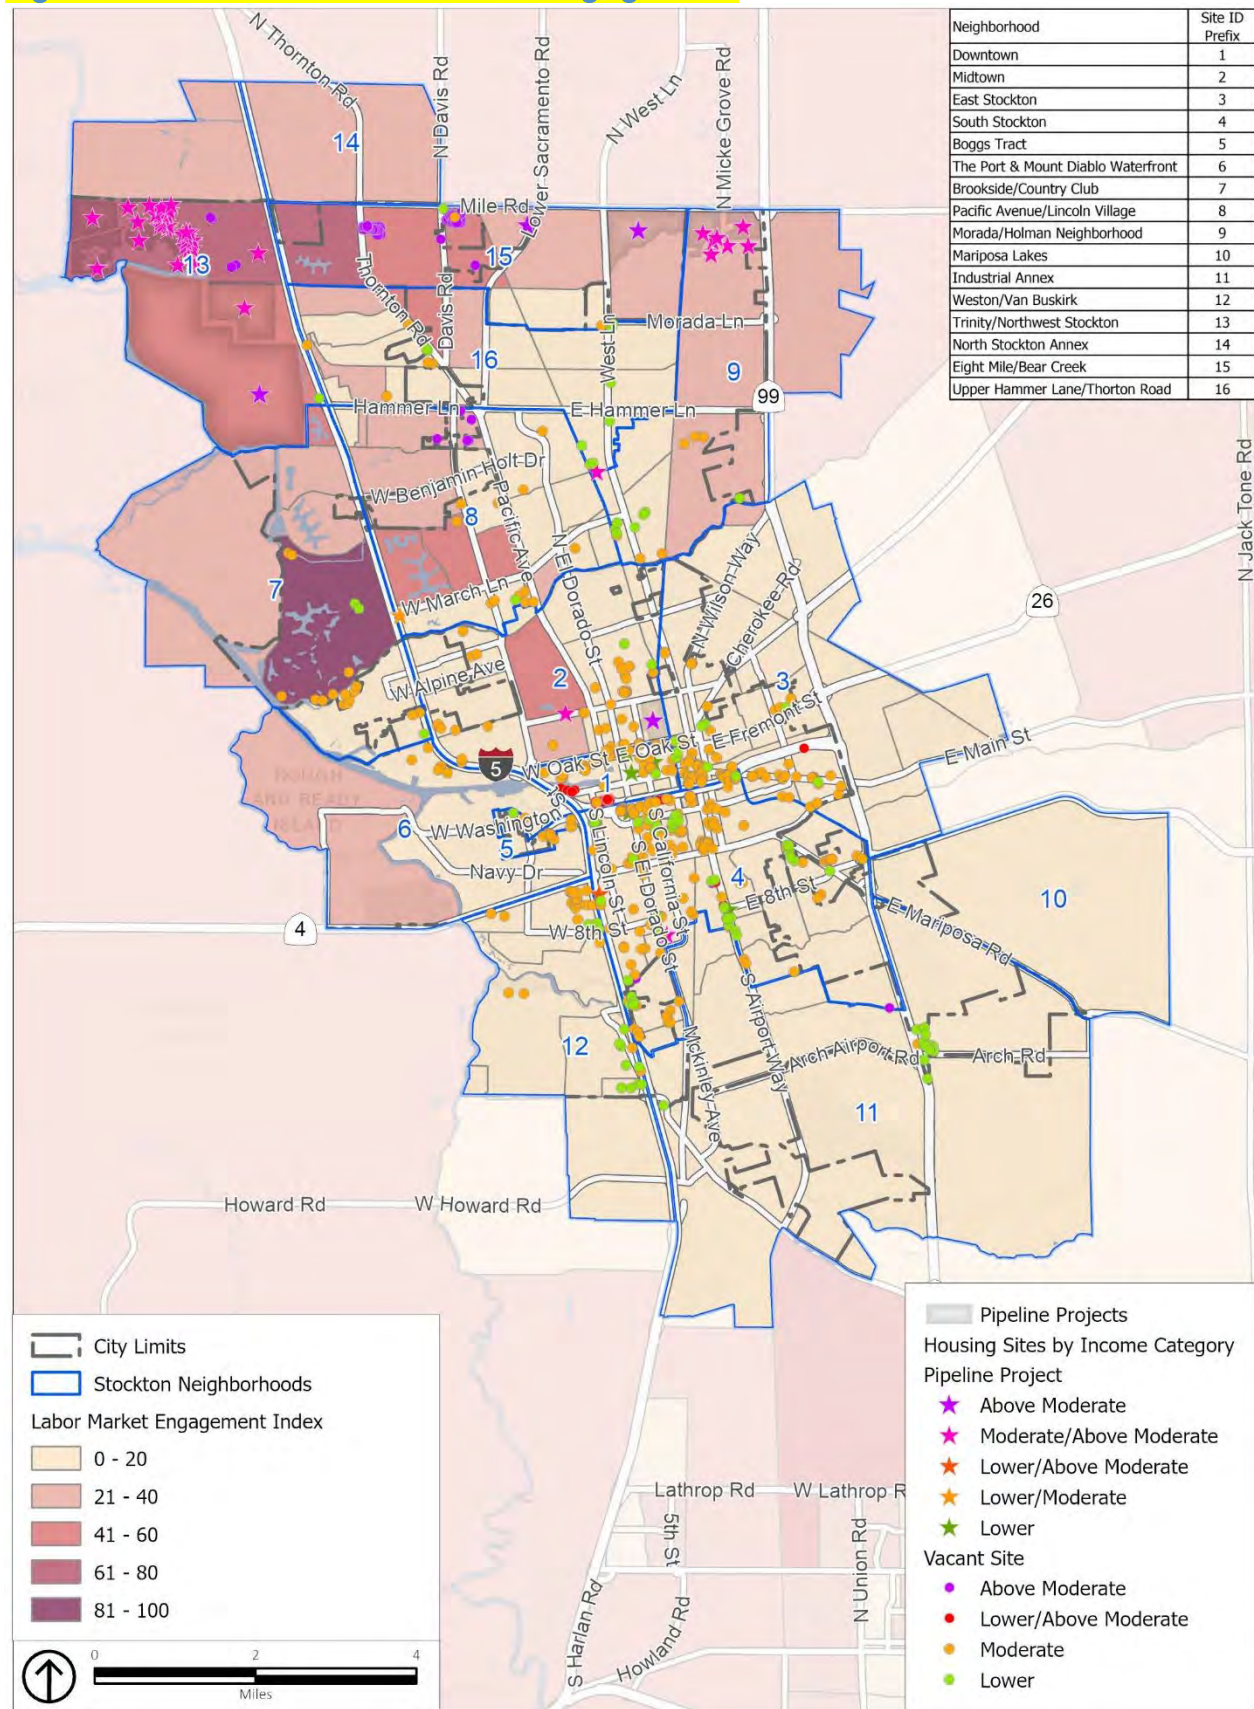 N Thornton Rd
N Davis Rd
Lower Sacramento Rd
N West Ln
N Micke Grove Rd
Neighborhood Site ID Prefix
Downtown 1
Midtown 2
East Stockton 3
South Stockton 4
Boggs Tract 5
The Port & Mount Diablo Waterfront 6
Brookside/Country Club 7
Pacific Avenue/Lincoln Village 8
Morada/Holman Neighborhood 9
Mariposa Lakes 10
Industrial Annex 11
Weston/Van Buskirk 12
Trinity/Northwest Stockton 13
North Stockton Annex 14
Eight Mile/Bear Creek 15
Upper Hammer Lane/Thorton Road 16
14
Mile Rd
13
15
Thornton Rd
Davis Rd
16
West Ln
Morada Ln
9
99
Hammer Ln
E Hammer Ln
N Jack Tone Rd
W Benjamin Holt Dr
8
Pacific Ave
N El Dorado St
N Wilson Way
Cherokee Rd
7
W March Ln
26
W Alpine Ave
2
3
E Fremont St
W Oak St
E Oak St
E Main St
5
ROUGH
AND READY
ISLAND
1
6
W Washington St
5
Navy Dr
S Lincoln St
S California St
S El Dorado St
4
E 8th St
10
4
W 8th St
E Mariposa Rd
S Airport Way
12
Mckinley Ave
Arch Airport Rd
Arch Rd
11
Howard Rd
W Howard Rd
Lathrop Rd
W Lathrop R
5th St
N Union Rd
S Harlan Rd
Howland Rd
City Limits
Stockton Neighborhoods
Labor Market Engagement Index
0 - 20
21 - 40
41 - 60
61 - 80
81 - 100
0 2 4
Miles
Pipeline Projects
Housing Sites by Income Category
Pipeline Project
Above Moderate
Moderate/Above Moderate
Lower/Above Moderate
Lower/Moderate
Lower
Vacant Site
Above Moderate
Lower/Above Moderate
Moderate
Lower